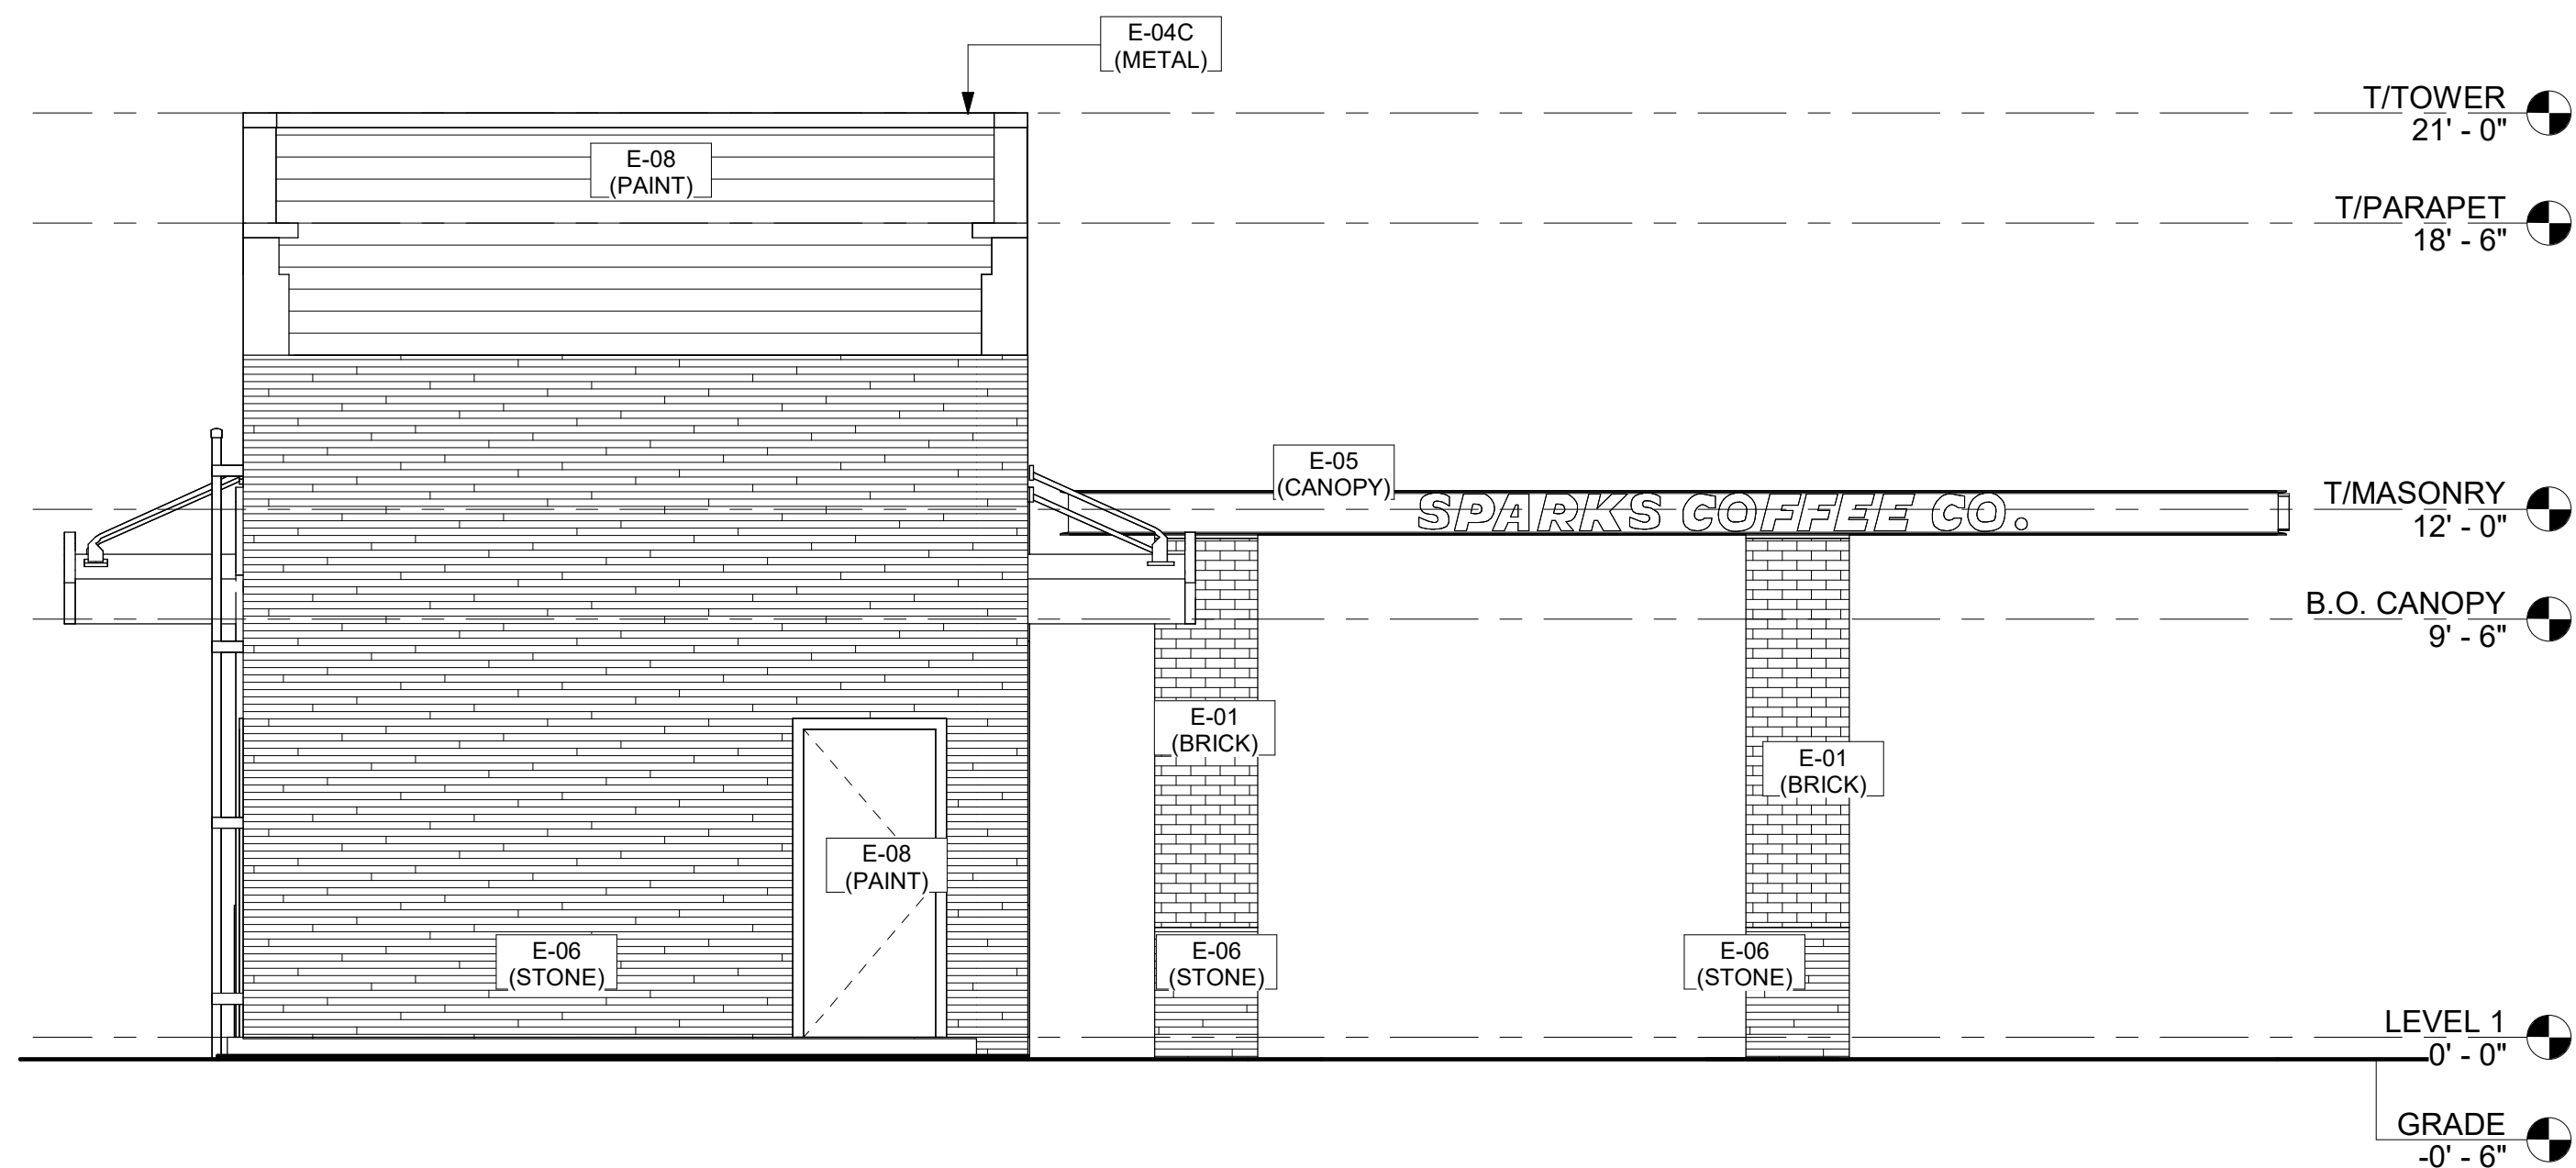 E-04C
(METAL)
T/TOWER
21' - 0"
E-08
(PAINT)
T/PARAPET
18' - 6"
E-05
(CANOPY)
SPARKS COFFEE CO.
T/MASONRY
12' - 0"
B.O. CANOPY
9' - 6"
E-01
(BRICK)
E-01
(BRICK)
E-08
(PAINT)
E-06
(STONE)
E-06
(STONE)
E-06
(STONE)
LEVEL 1
0' - 0"
GRADE
-0' - 6"